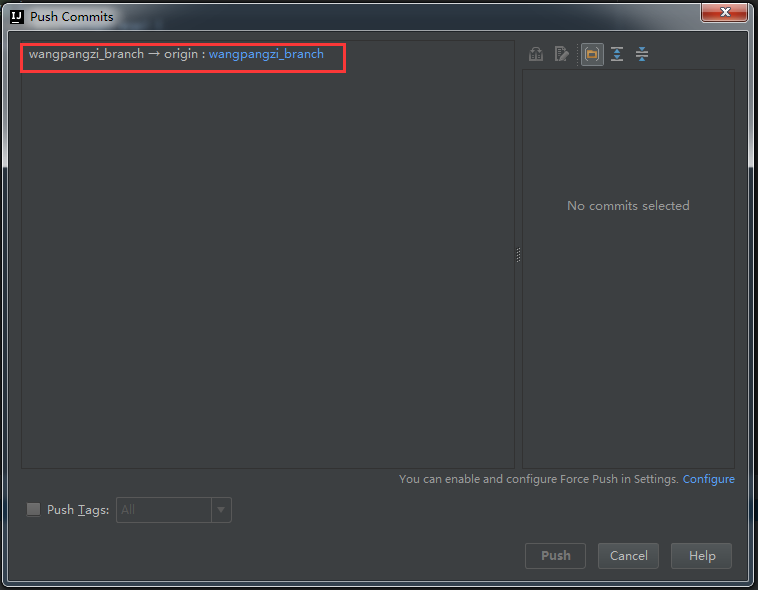 Push Commits
wangpangzi_branch → origin : wangpangzi_branch
No commits selected
You can enable and configure Force Push in Settings. Configure
Push Tags: All
Push Cancel Help